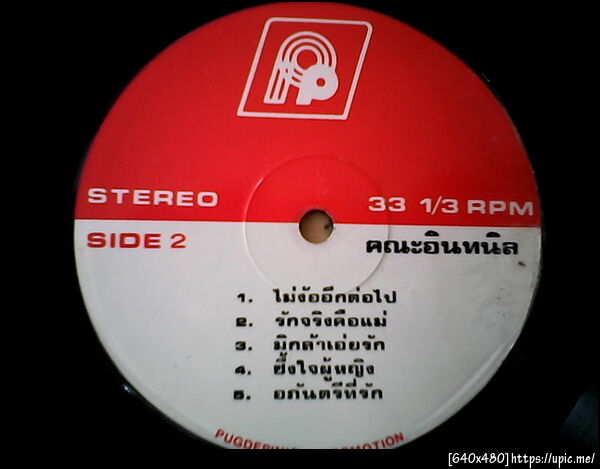 STEREO
33 1/3 RPM
SIDE 2
คณะอินทนิล
1. ไม่ง้ออีกต่อไป
2. รักจริงคือแม่
3. มิกล้าเอ่ยรัก
4. ซึ้งใจผู้หญิง
5. อภันตรีที่รัก
[640x480]https://upic.me/